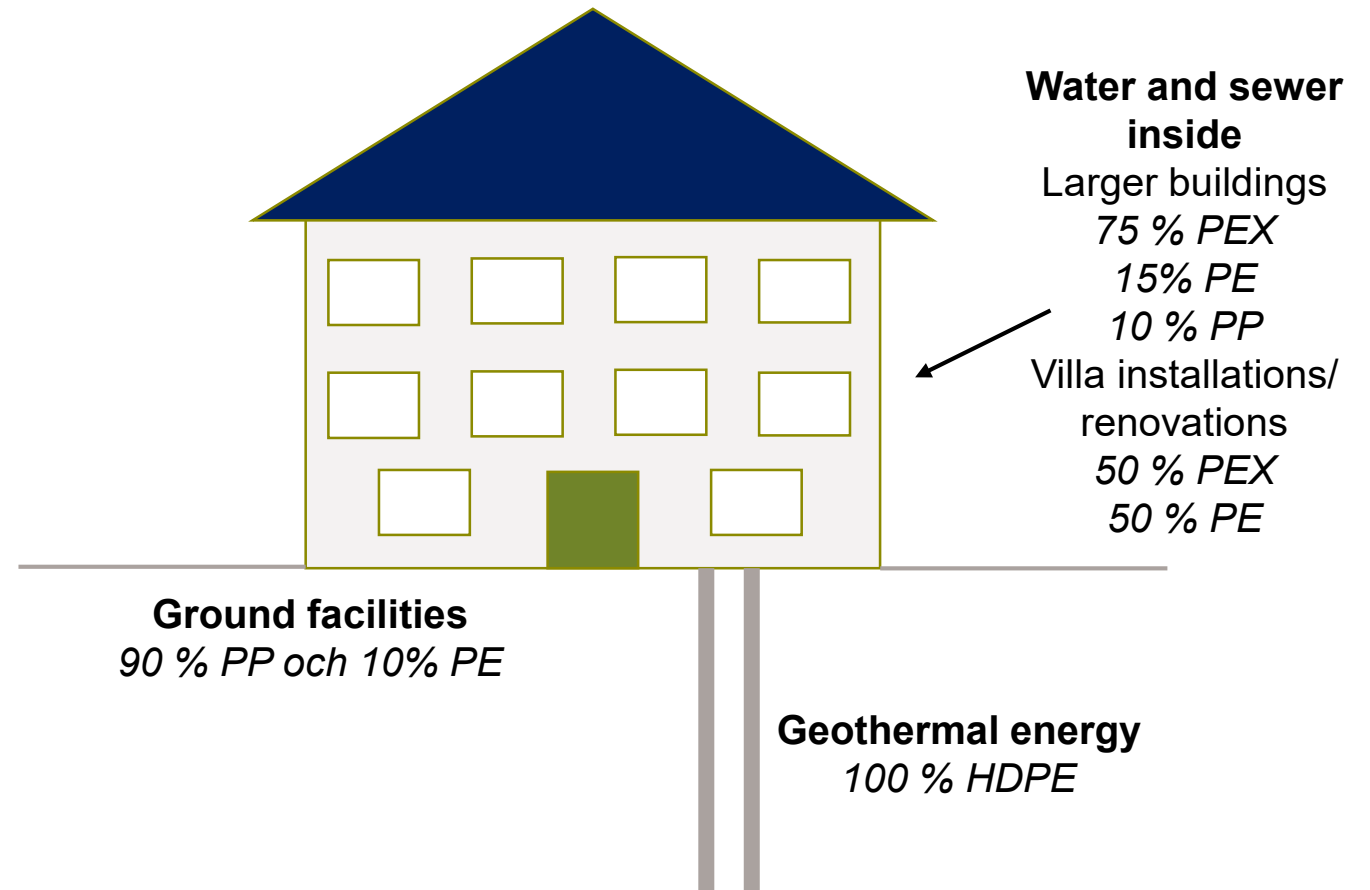 Water and sewer
inside
Larger buildings
75 % PEX
15% PE
10 % PP
Villa installations/
renovations
50 % PEX
50 % PE
Ground facilities
90 % PP och 10% PE
Geothermal energy
100 % HDPE